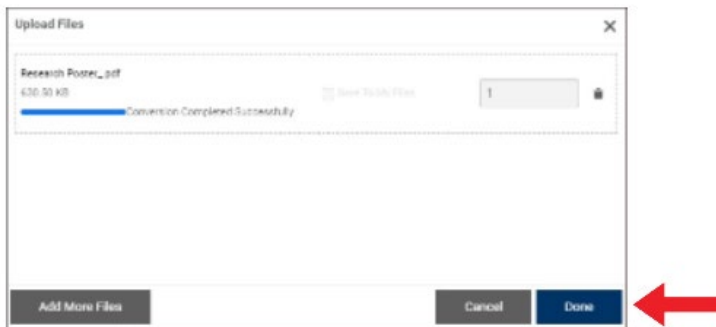 Upload Files
Research Poster_.pdf
630.50 KB
Conversion Completed Successfully
1
Add More Files
Cancel
Done